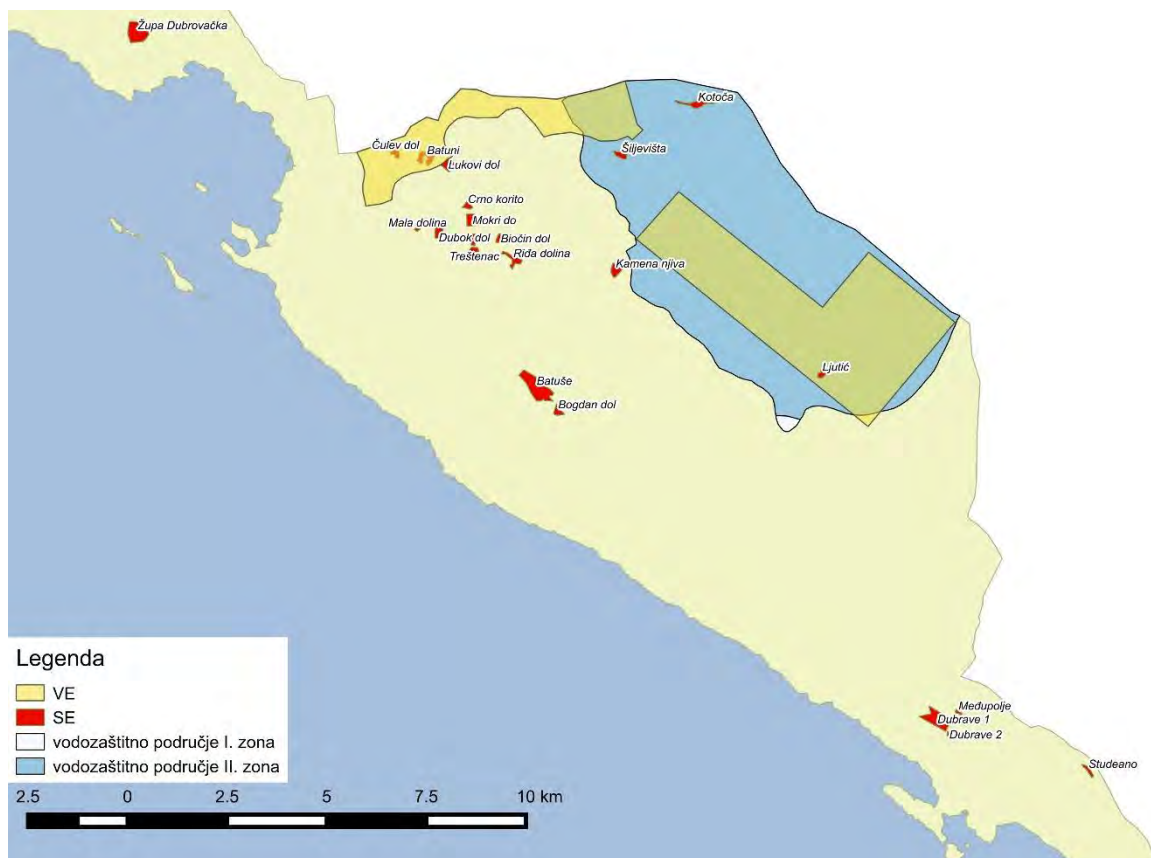 Župa Dubrovačka
Kotoča
Čulev dol
Batuni
Šiljevišta
Lukovi dol
Crno korito
Mala dolina
Mokri do
Dubok dol
Biočin dol
Treštenac
Riđa dolina
Kamena njiva
Ljutić
Batuše
Bogdan dol
Međupolje
Dubrave 1
Dubrave 2
Studeano
Legenda
VE
SE
vodozaštitno područje I. zona
vodozaštitno područje II. zona
2.5 0 2.5 5 7.5 10 km